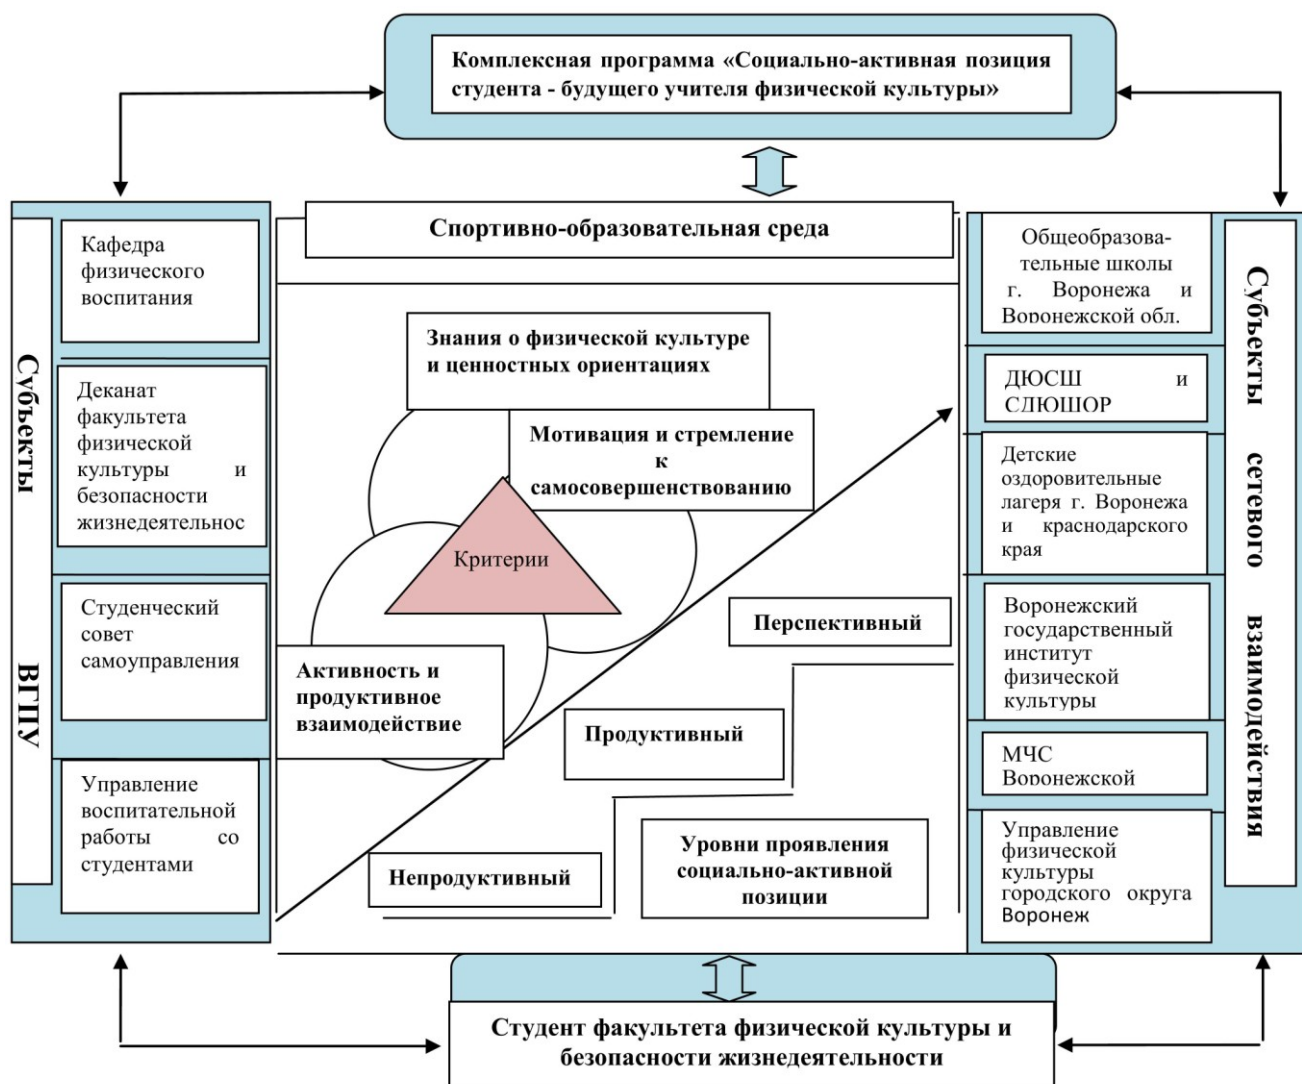 Комплексная программа «Социально-активная позиция
студента - будущего учителя физической культуры»
Спортивно-образовательная среда
Субъекты ВГПУ
Кафедра
физического
воспитания
Деканат
факультета
физической
культуры и
безопасности
жизнедеятельнос
Студенческий
совет
самоуправления
Управление
воспитательной
работы со
студентами
Знания о физической культуре
и ценностных ориентациях
Мотивация и стремление
к
самосовершенствованию
Критерии
Активность и
продуктивное
взаимодействие
Перспективный
Продуктивный
Непродуктивный
Уровни проявления
социально-активной
позиции
Общеобразова-
тельные школы
г. Воронежа и
Воронежской обл.
ДЮСШ и
СДЮШОР
Детские
оздоровительные
лагеря г. Воронежа
и краснодарского
края
Воронежский
государственный
институт
физической
культуры
МЧС
Воронежской
Управление
физической
культуры
городского округа
Воронеж
Субъекты сетевого взаимодействия
Студент факультета физической культуры и
безопасности жизнедеятельности